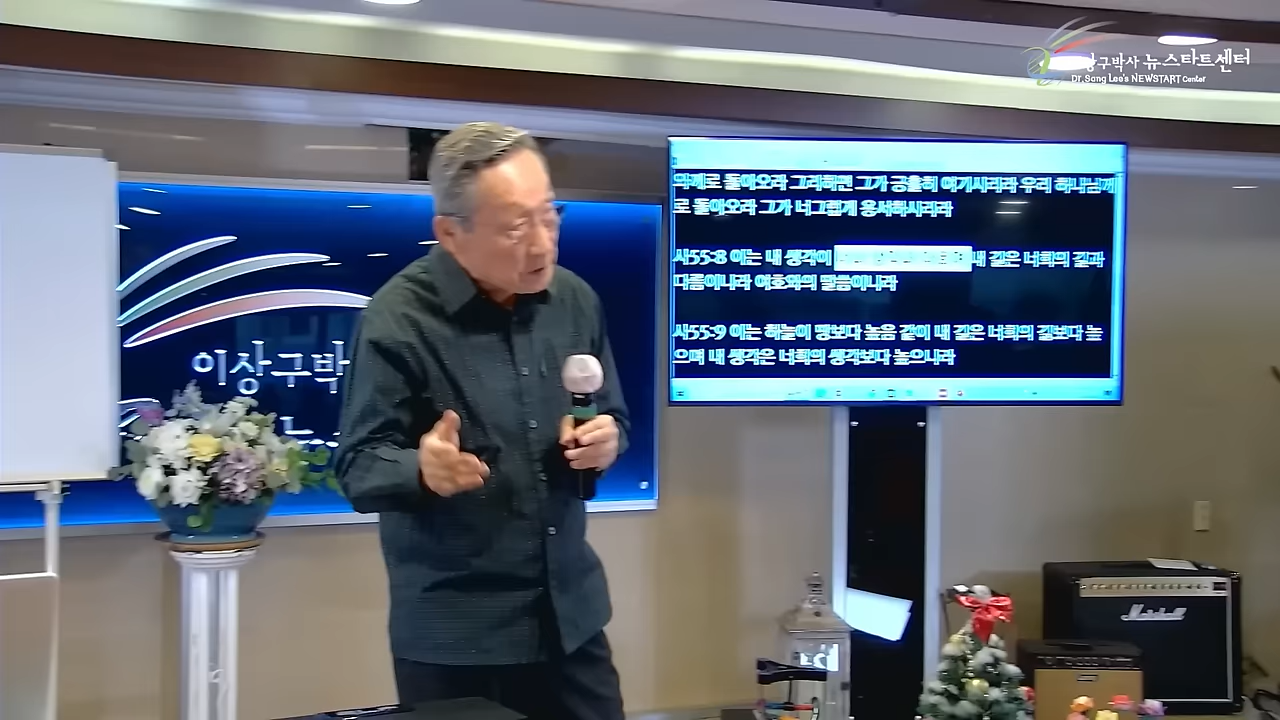 구박사 뉴스타트센터
Dr. Sang Lee's NEWSTART Center
돌아오라 그리하면 그가 긍휼히 여기시리라 우리 하나님께
로 돌아오라 그가 너그럽게 용서하시리라
사55:8 이는 내 생각이 내 길은 너희의 길과
다름이니라 여호와의 말씀이니라
사55:9 이는 하늘이 땅보다 높음 같이 내 길은 너희의 길보다 높
으며 내 생각은 너희의 생각보다 높으니라
이상구박
Marshall